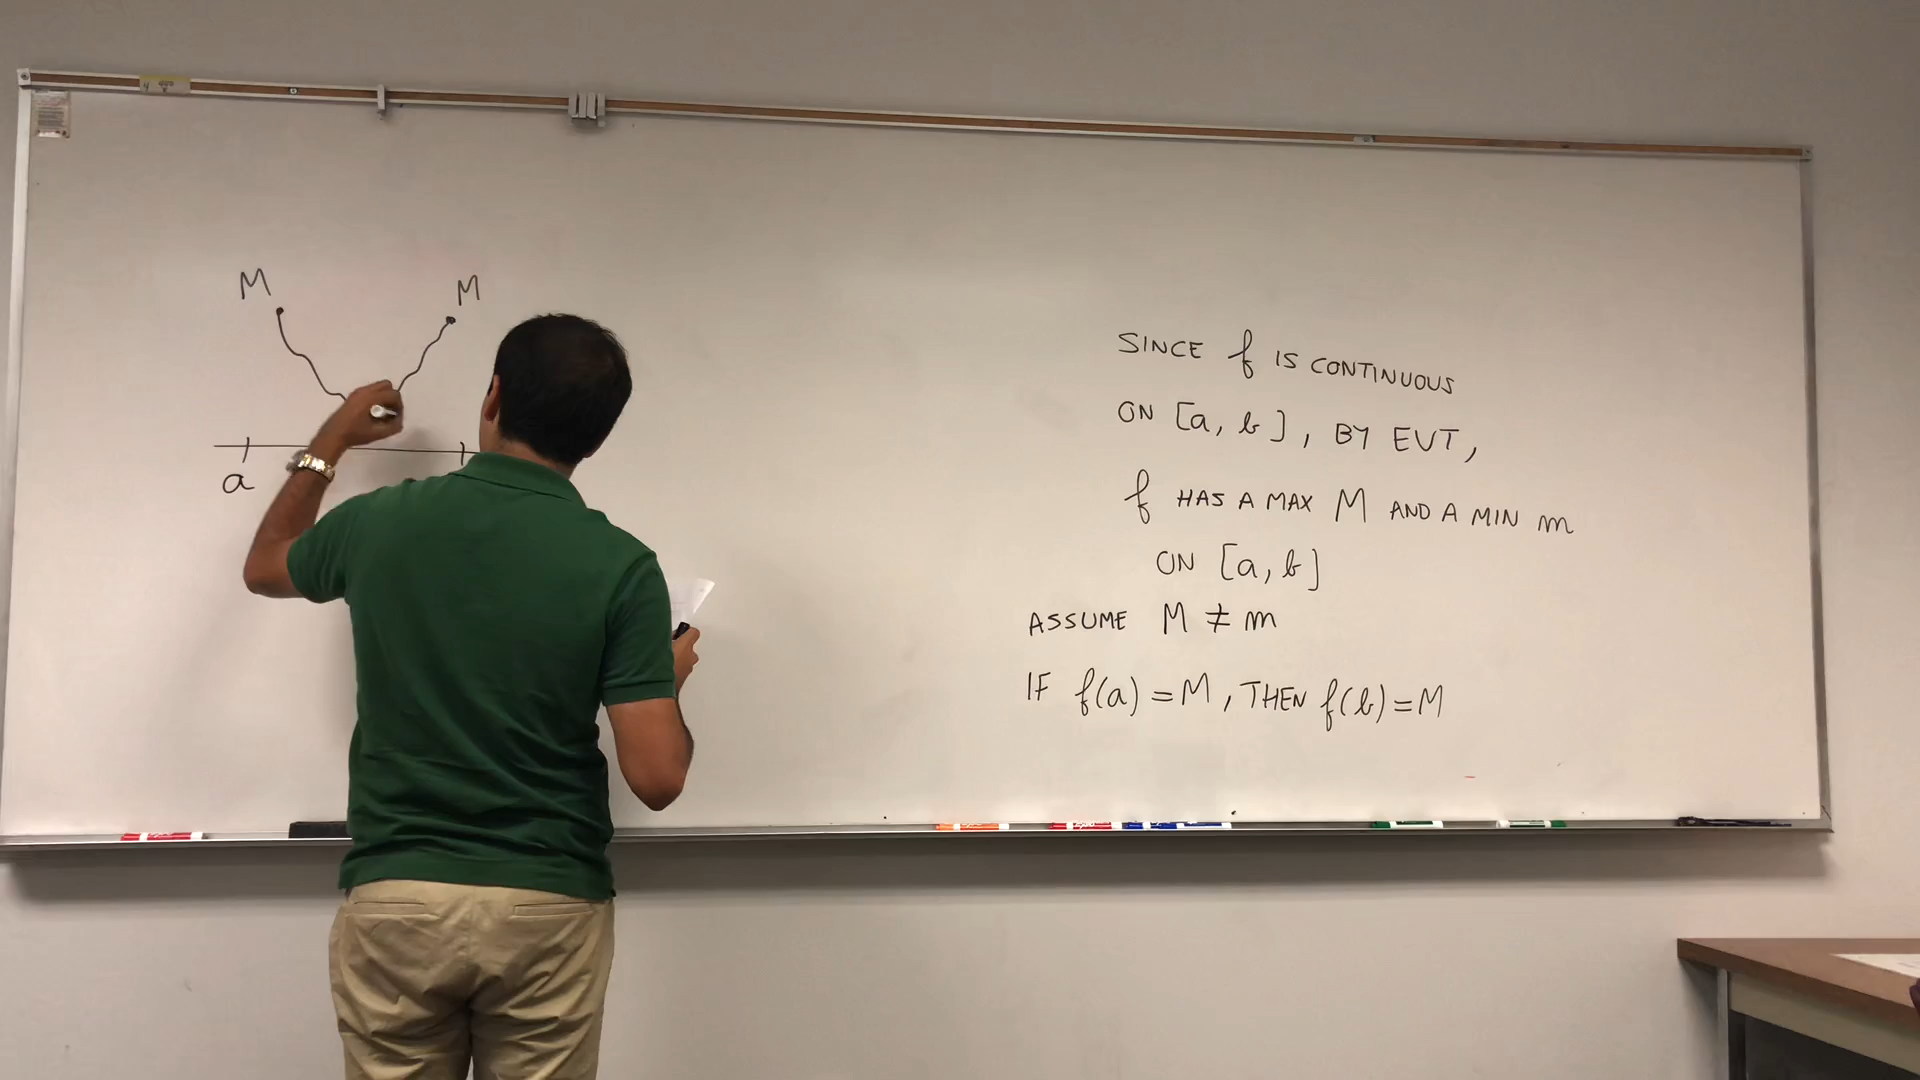 M
M
a
SINCE f IS CONTINUOUS
ON [a, b], BY EVT,
f HAS A MAX M AND A MIN m
ON [a, b]
ASSUME M ≠ m
IF f(a) = M, THEN f(b) = M